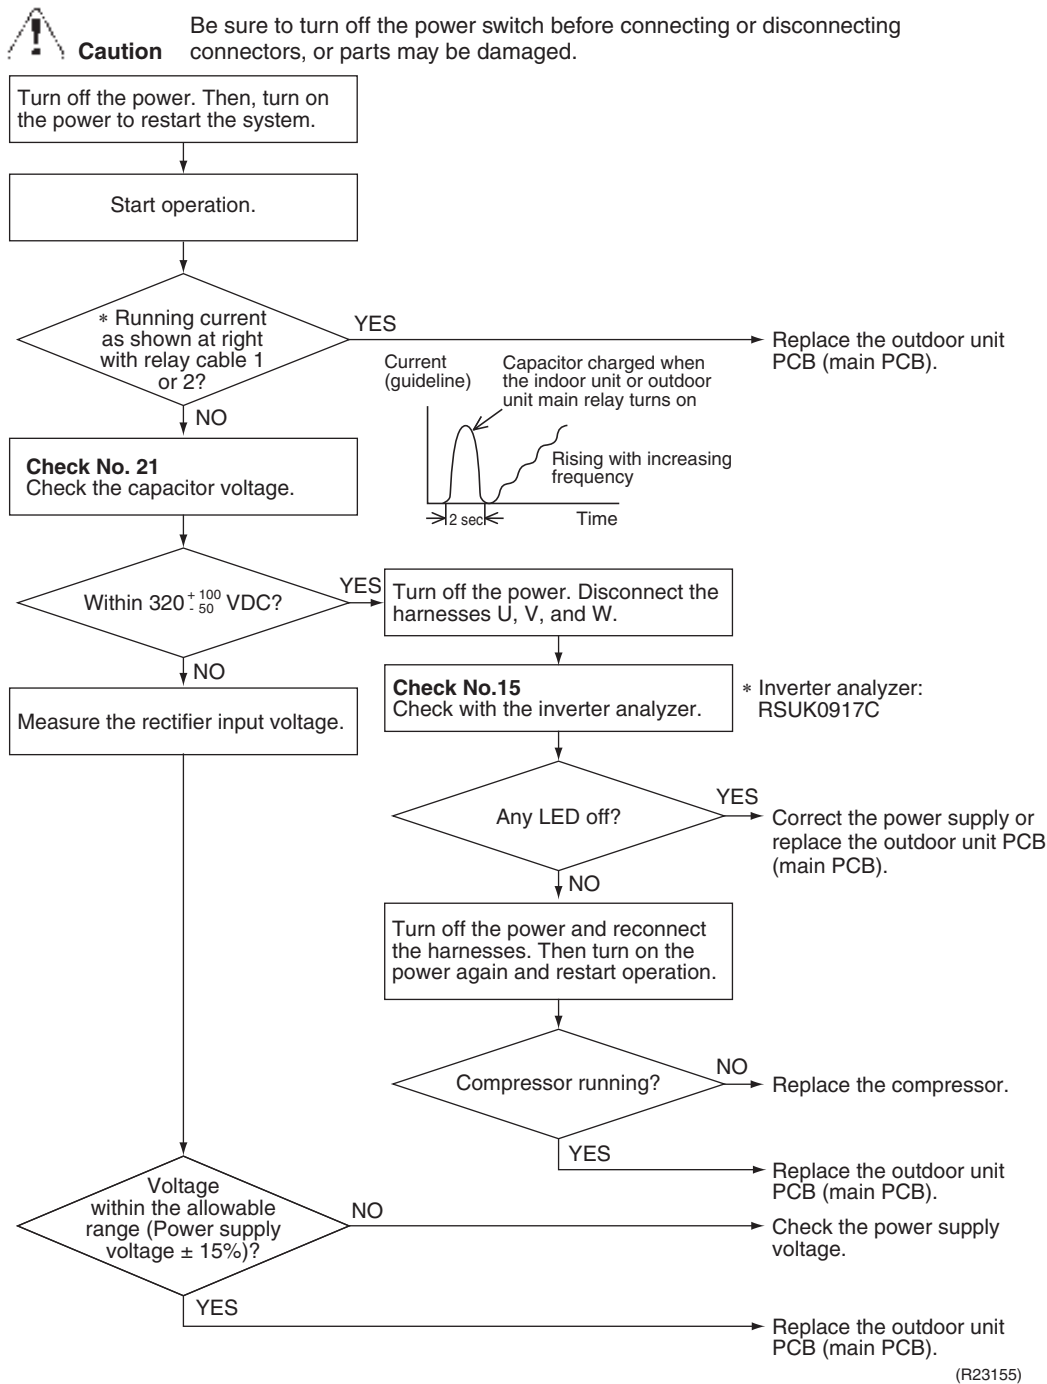 Be sure to turn off the power switch before connecting or disconnecting
Caution connectors, or parts may be damaged.
Turn off the power. Then, turn on
the power to restart the system.
Start operation.
* Running current
as shown at right
with relay cable 1
or 2?
YES
Replace the outdoor unit
PCB (main PCB).
NO
Current
(guideline)
Capacitor charged when
the indoor unit or outdoor
unit main relay turns on
Rising with increasing
frequency
2 sec
Time
Check No. 21
Check the capacitor voltage.
Within 320 + 100 - 50 VDC?
YES
Turn off the power. Disconnect the
harnesses U, V, and W.
NO
Measure the rectifier input voltage.
Check No.15
Check with the inverter analyzer.
* Inverter analyzer:
RSUK0917C
Any LED off?
YES
Correct the power supply or
replace the outdoor unit PCB
(main PCB).
NO
Turn off the power and reconnect
the harnesses. Then turn on the
power again and restart operation.
Compressor running?
NO
Replace the compressor.
YES
Replace the outdoor unit
PCB (main PCB).
Voltage
within the allowable
range (Power supply
voltage ± 15%)?
NO
Check the power supply
voltage.
YES
Replace the outdoor unit
PCB (main PCB).
(R23155)